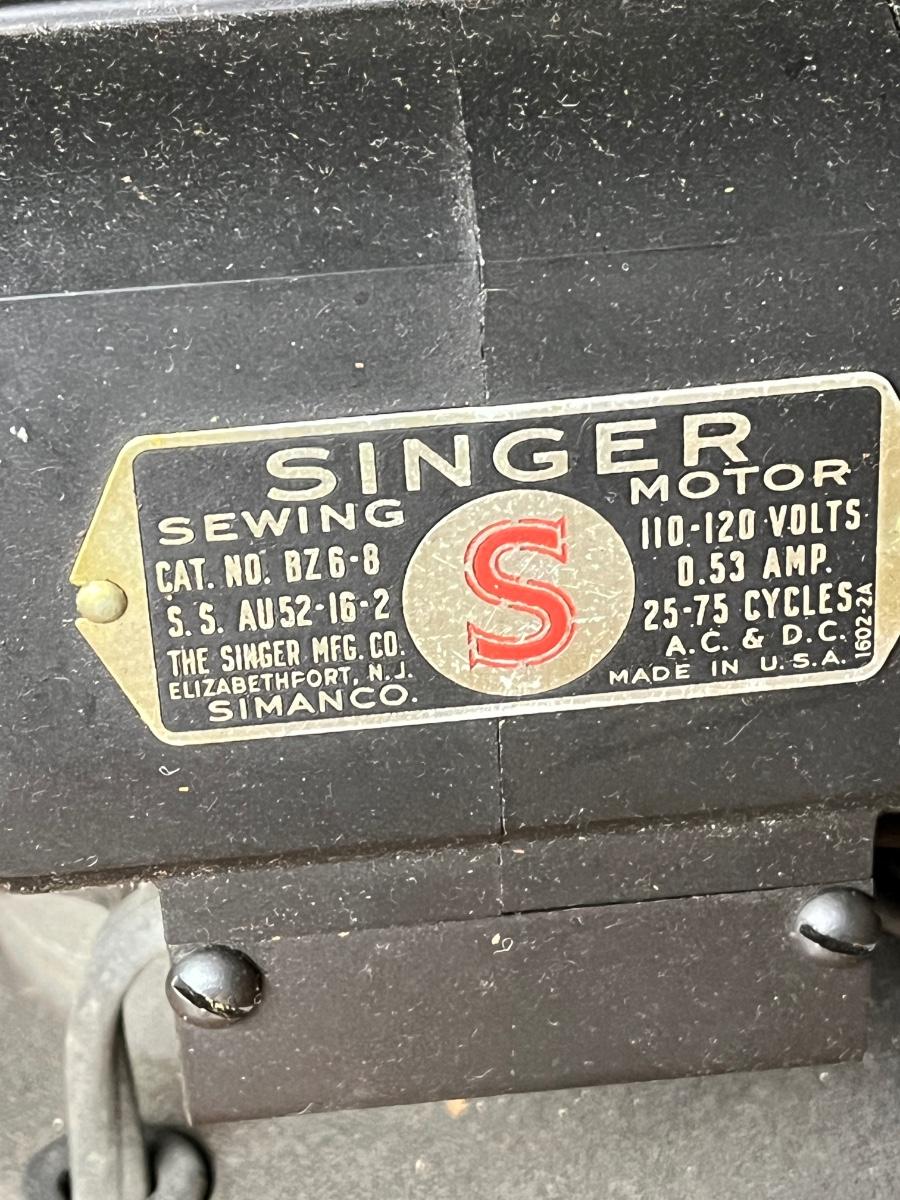 SINGER
SEWING MOTOR
CAT. NO. BZ6-8
S.S. AU52-16-2
THE SINGER MFG. CO.
ELIZABETHFORT, N.J.
SIMANCO.
S
110-120 VOLTS
0.53 AMP.
25-75 CYCLES
A.C. & D.C.
MADE IN U.S.A.
1602-2A